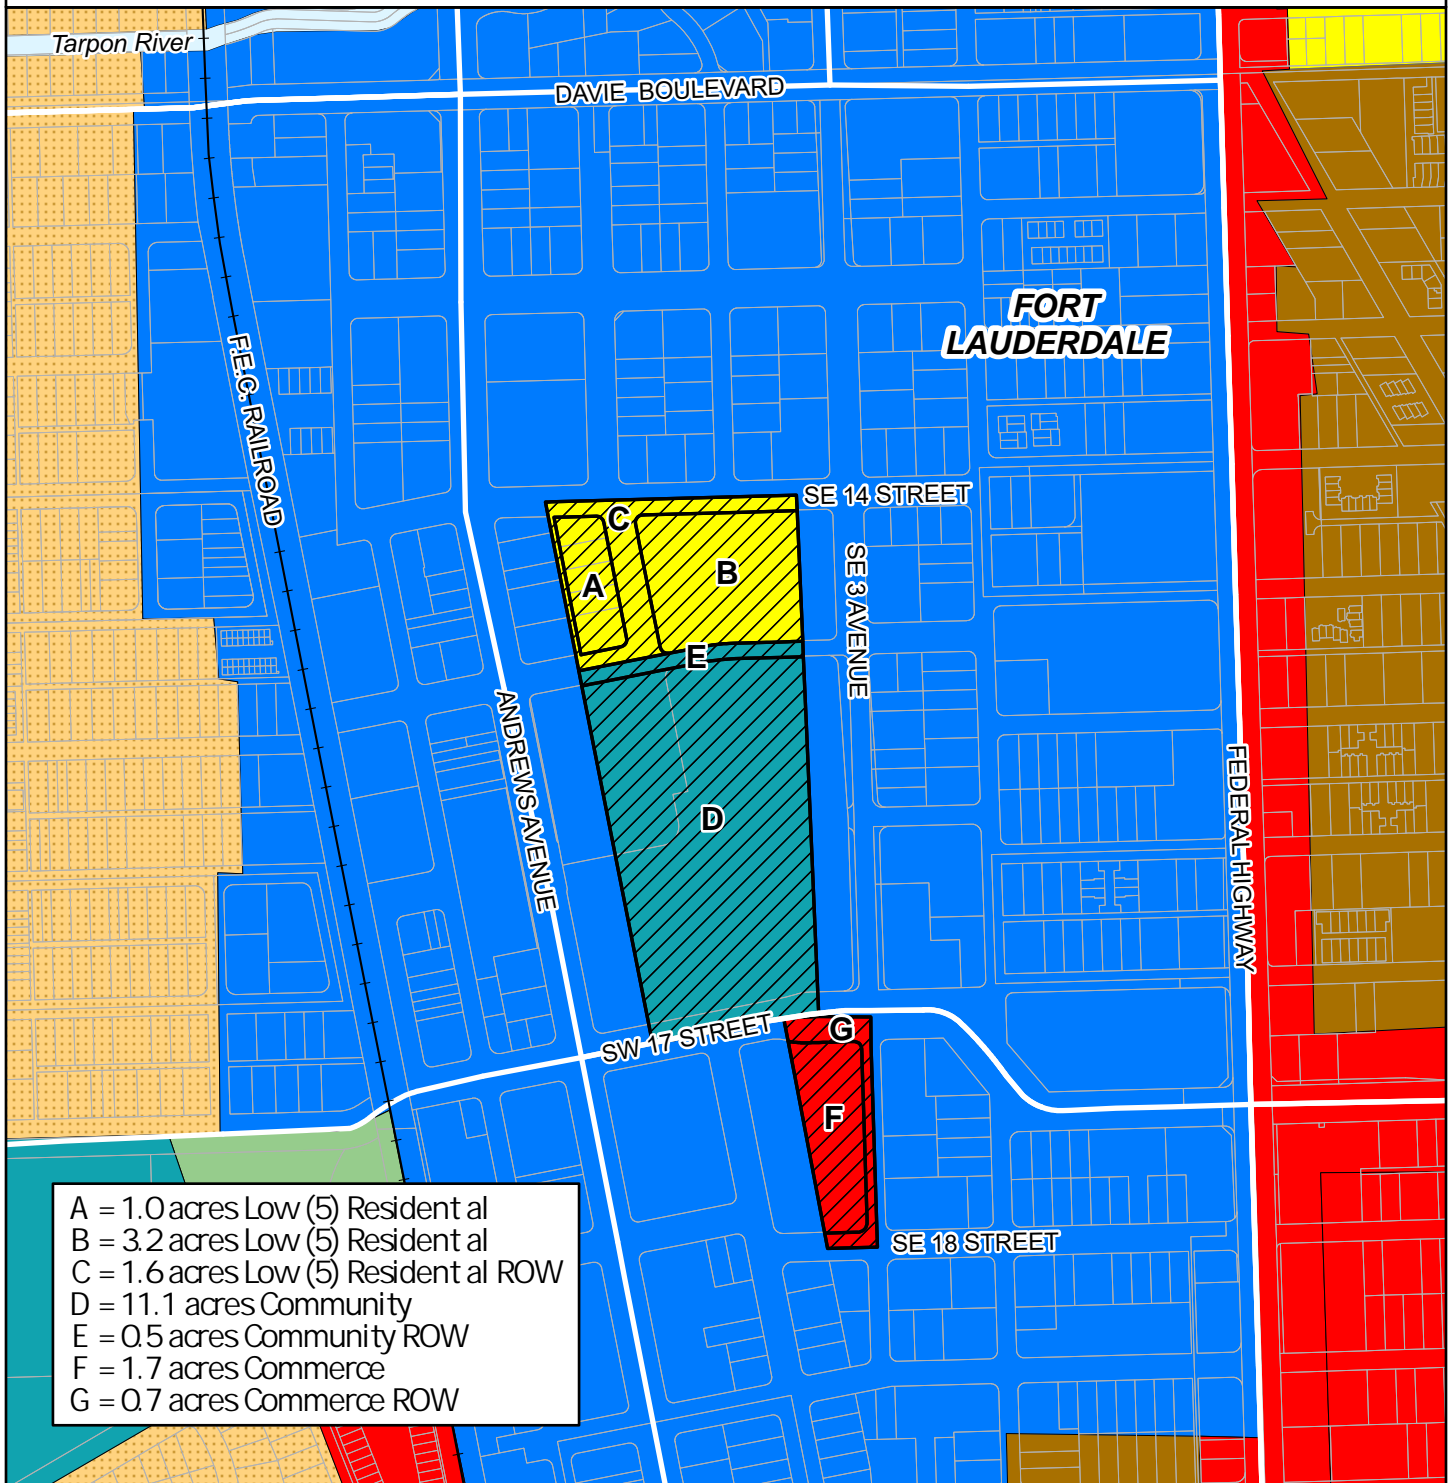 Tarpon River
DAVIE BOULEVARD
FORT
LAUDERDALE
F.E.C. RAILROAD
SE 14 STREET
C
B
A
SE 3 AVENUE
E
ANDREWS AVENUE
FEDERAL HIGHWAY
D
SW 17 STREET
G
F
SE 18 STREET
A = 1.0 acres Low (5) Resident al
B = 3.2 acres Low (5) Resident al
C = 1.6 acres Low (5) Resident al ROW
D = 11.1 acres Community
E = 0.5 acres Community ROW
F = 1.7 acres Commerce
G = 0.7 acres Commerce ROW